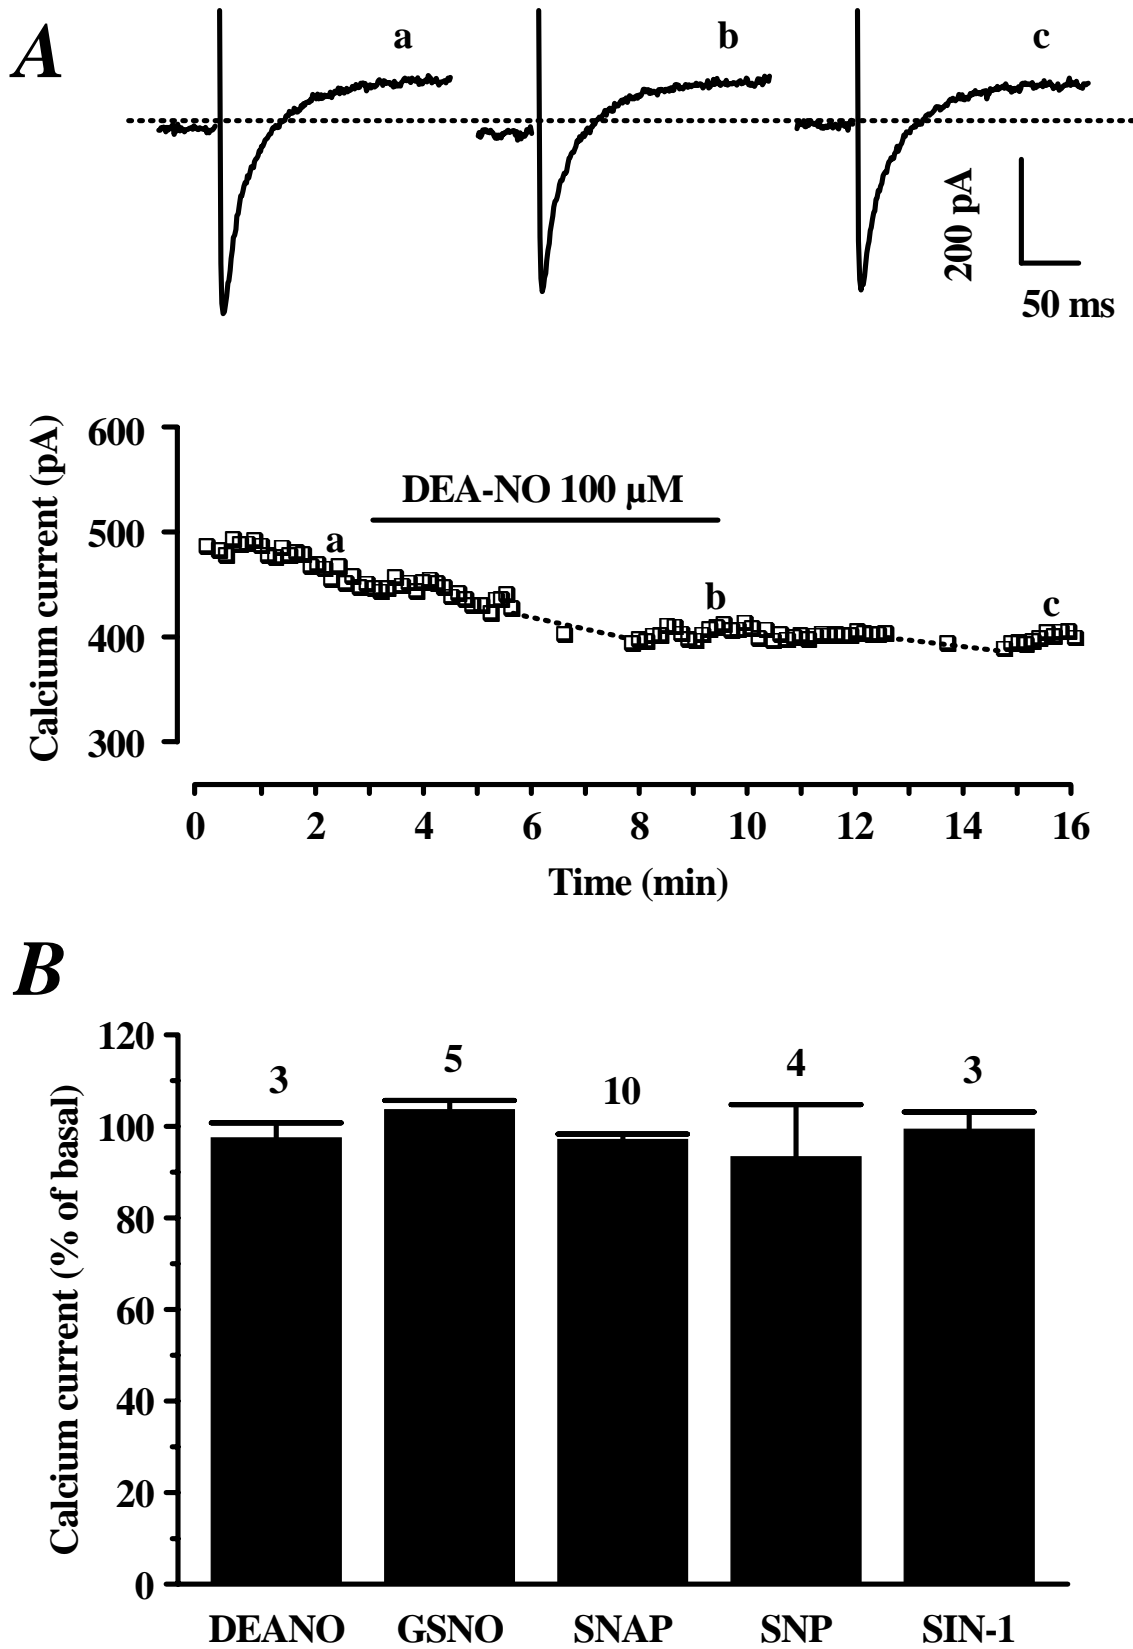 A
a b c
200 pA
50 ms
Calcium current (pA)
600
DEA-NO 100 µM
500
a
b
c
400
300
0 2 4 6 8 10 12 14 16
Time (min)
B
Calcium current (% of basal)
120
3 5 10 4 3
100
80
60
40
20
0
DEANO GSNO SNAP SNP SIN-1